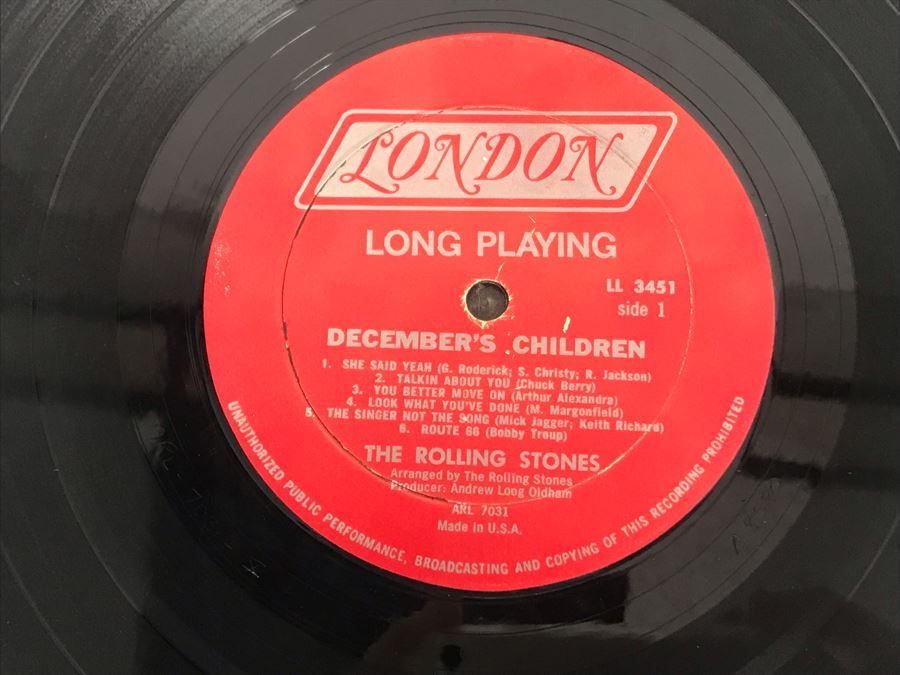 LONDON
LONG PLAYING
LL 3451
side 1
DECEMBER'S CHILDREN
1. SHE SAID YEAH (G. Roderick; S. Christy; R. Jackson)
2. TALKIN ABOUT YOU (Chuck Berry)
3. YOU BETTER MOVE ON (Arthur Alexandra)
4. LOOK WHAT YOU'VE DONE (M. Margonfield)
5. THE SINGER NOT THE SONG (Mick Jagger; Keith Richard)
6. ROUTE 66 (Bobby Troup)
THE ROLLING STONES
Arranged by The Rolling Stones
Producer: Andrew Long Oldham
ARL 7031
Made in U.S.A.
UNAUTHORIZED PUBLIC PERFORMANCE, BROADCASTING AND COPYING OF THIS RECORDING PROHIBITED